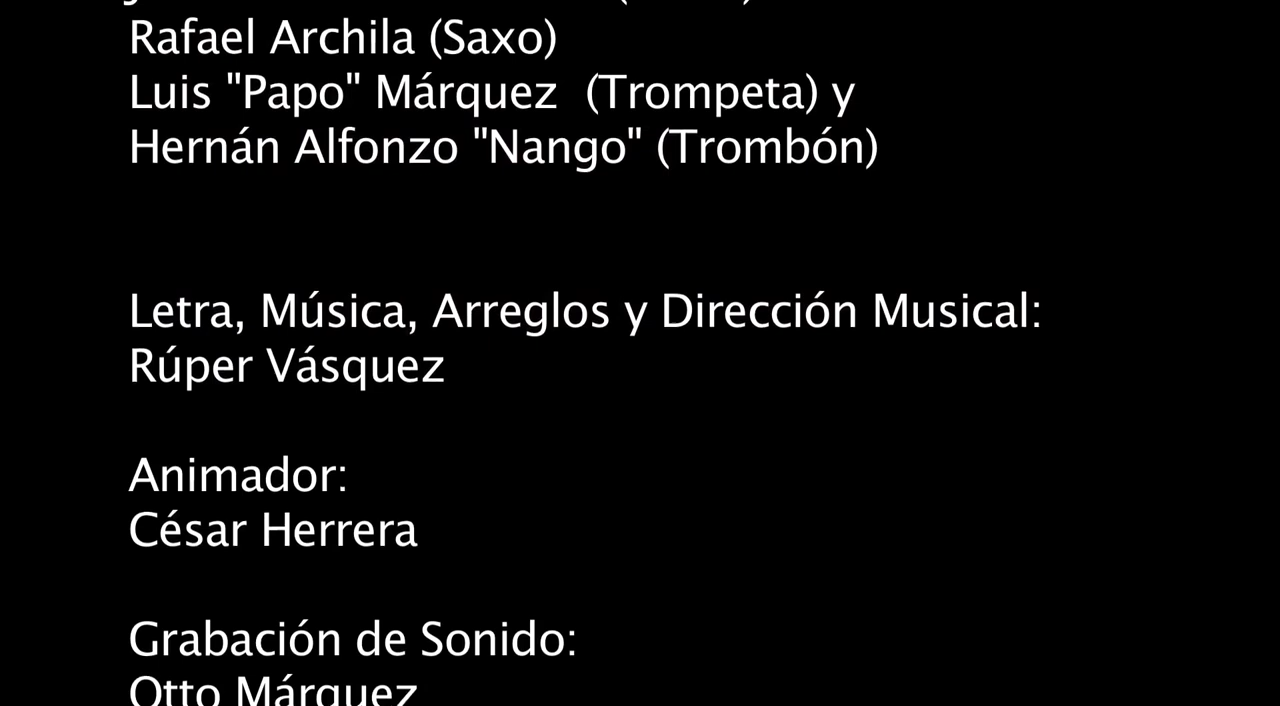 Rafael Archila (Saxo)
Luis "Papo" Márquez  (Trompeta) y
Hernán Alfonzo "Nango" (Trombón)
Letra, Música, Arreglos y Dirección Musical:
Rúper Vásquez
Animador:
César Herrera
Grabación de Sonido:
Otto Márquez